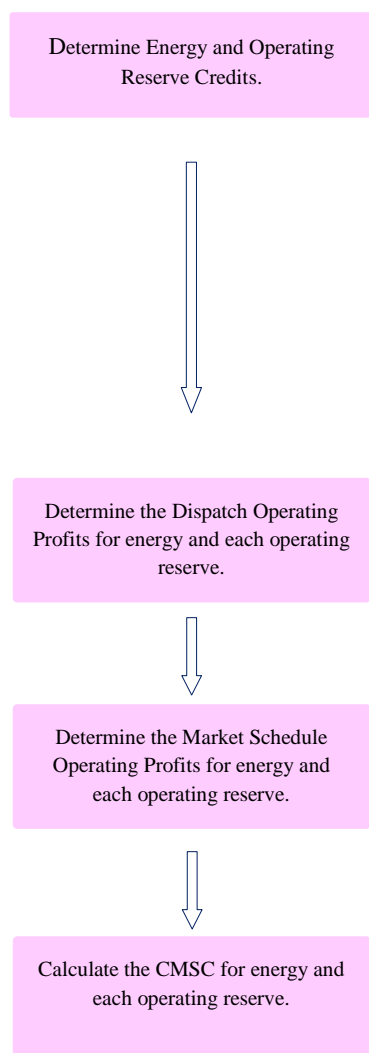 Determine Energy and Operating
Reserve Credits.
Determine the Dispatch Operating
Profits for energy and each operating
reserve.
Determine the Market Schedule
Operating Profits for energy and
each operating reserve.
Calculate the CMSC for energy and
each operating reserve.